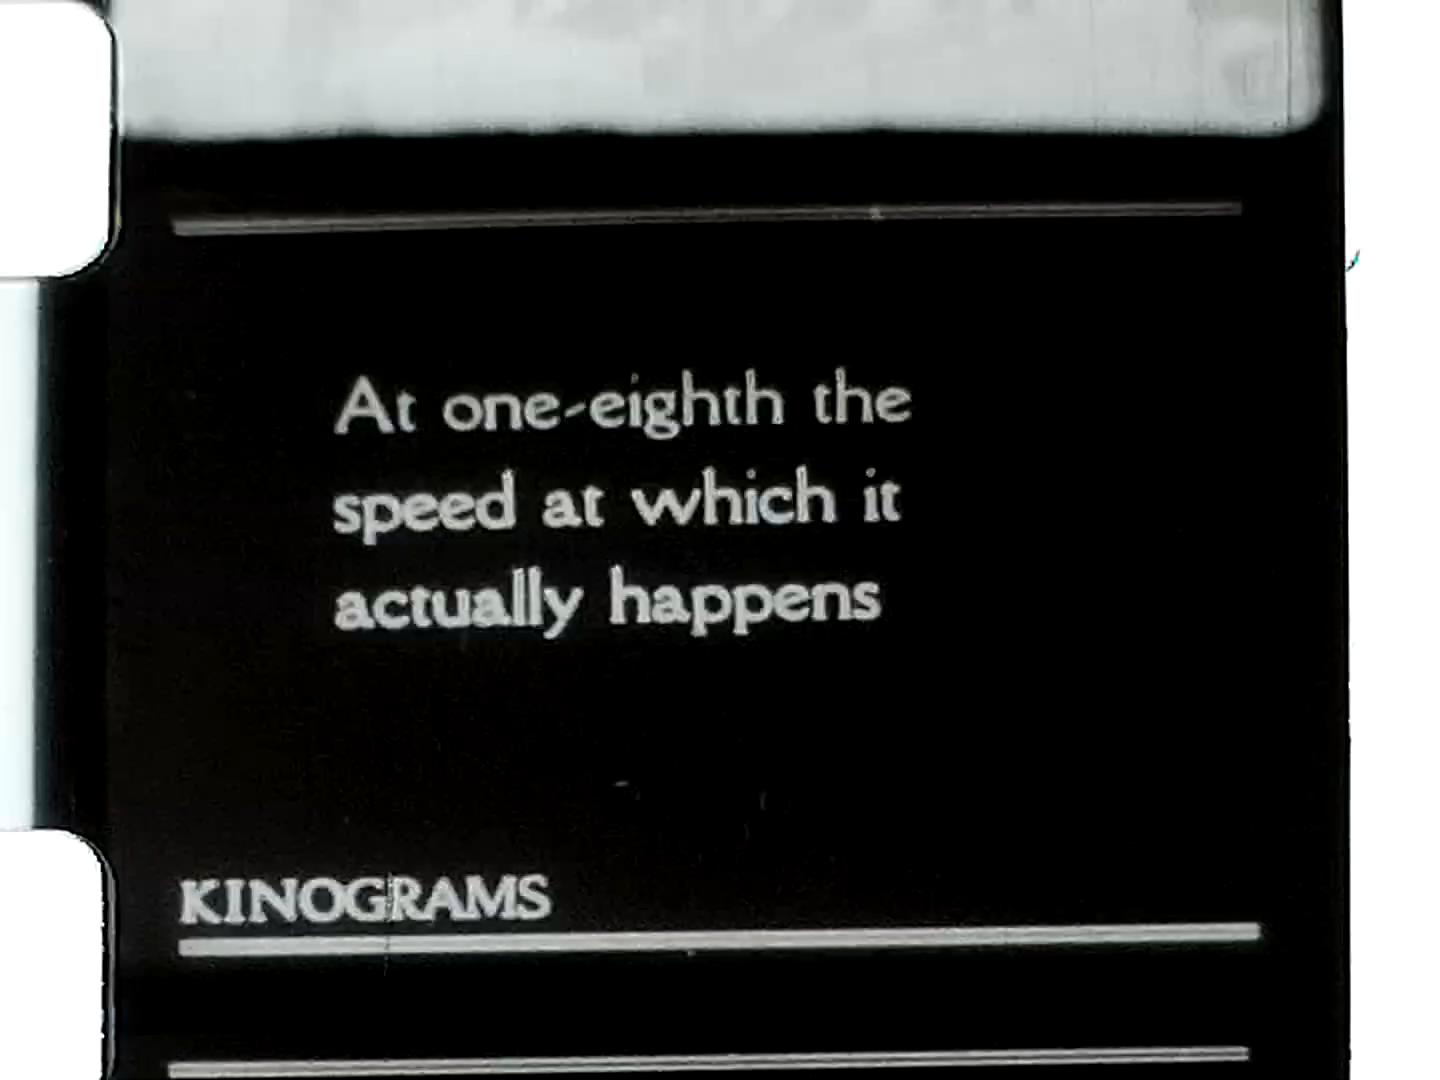 At one-eighth the
speed at which it
actually happens
KINOGRAMS